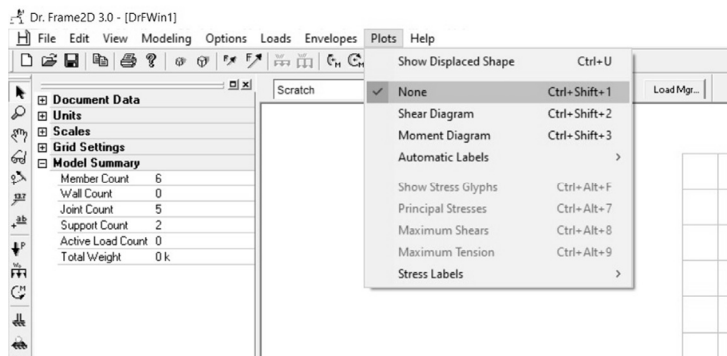 Dr. Frame2D 3.0 - [DrFWin1]
File Edit View Modeling Options Loads Envelopes Plots Help
Show Displaced Shape Ctrl+U
None Ctrl+Shift+1
Shear Diagram Ctrl+Shift+2
Moment Diagram Ctrl+Shift+3
Automatic Labels
Show Stress Glyphs Ctrl+Alt+F
Principal Stresses Ctrl+Alt+7
Maximum Shears Ctrl+Alt+8
Maximum Tension Ctrl+Alt+9
Stress Labels
Scratch
Load Mgr...
Document Data
Units
Scales
Grid Settings
Model Summary
Member Count 6
Wall Count 0
Joint Count 5
Support Count 2
Active Load Count 0
Total Weight 0 k